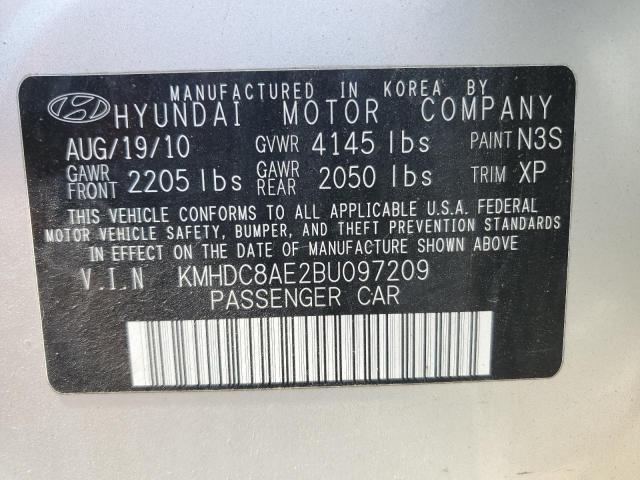 MANUFACTURED IN KOREA BY
HYUNDAI MOTOR COMPANY
AUG/19/10 GVWR 4145 lbs PAINT N3S
GAWR FRONT 2205 lbs GAWR REAR 2050 lbs TRIM XP
THIS VEHICLE CONFORMS TO ALL APPLICABLE U.S.A. FEDERAL
MOTOR VEHICLE SAFETY, BUMPER, AND THEFT PREVENTION STANDARDS
IN EFFECT ON THE DATE OF MANUFACTURE SHOWN ABOVE
V.I.N KMHDC8AE2BU097209
PASSENGER CAR